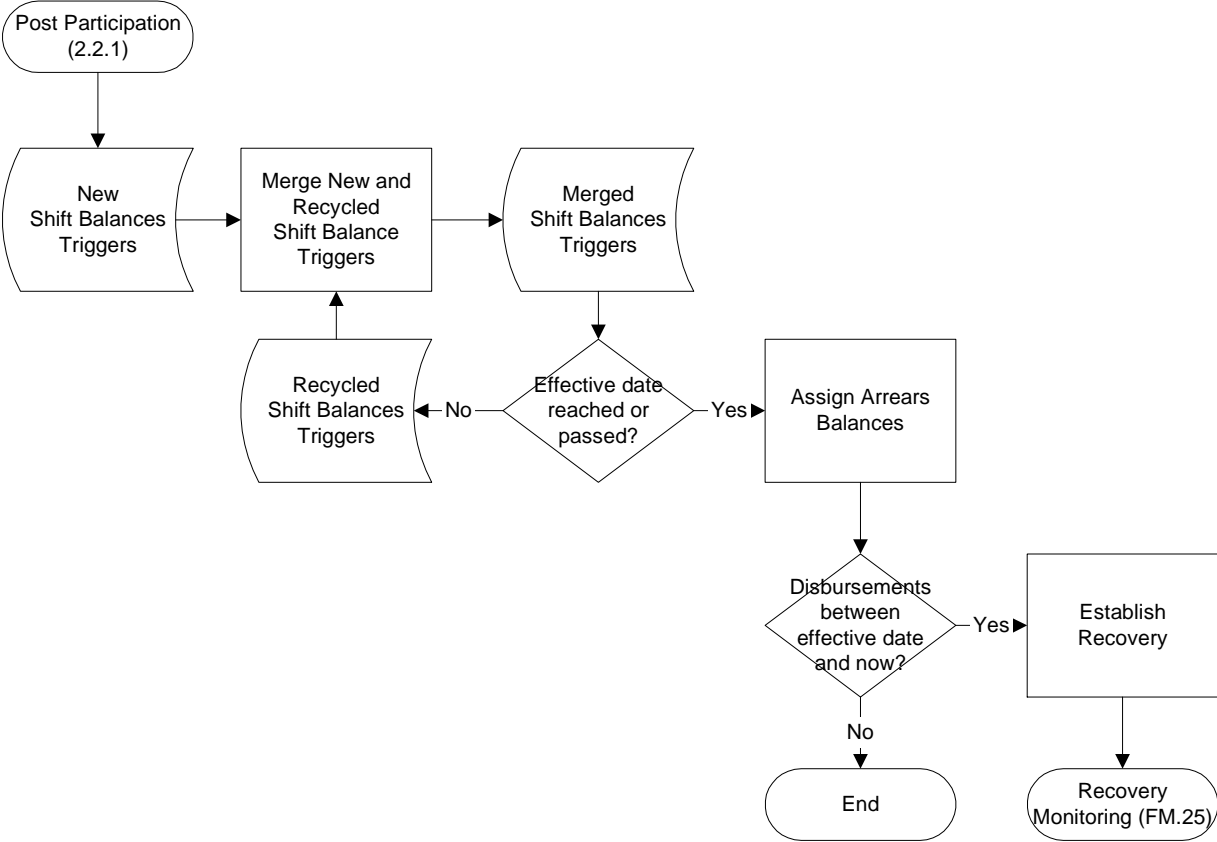 Post Participation
(2.2.1)
New
Shift Balances
Triggers
Merge New and
Recycled
Shift Balance
Triggers
Merged
Shift Balances
Triggers
Recycled
Shift Balances
Triggers
No
Effective date
reached or
passed?
Yes
Assign Arrears
Balances
Disbursements
between
effective date
and now?
Yes
Establish
Recovery
No
End
Recovery
Monitoring (FM.25)